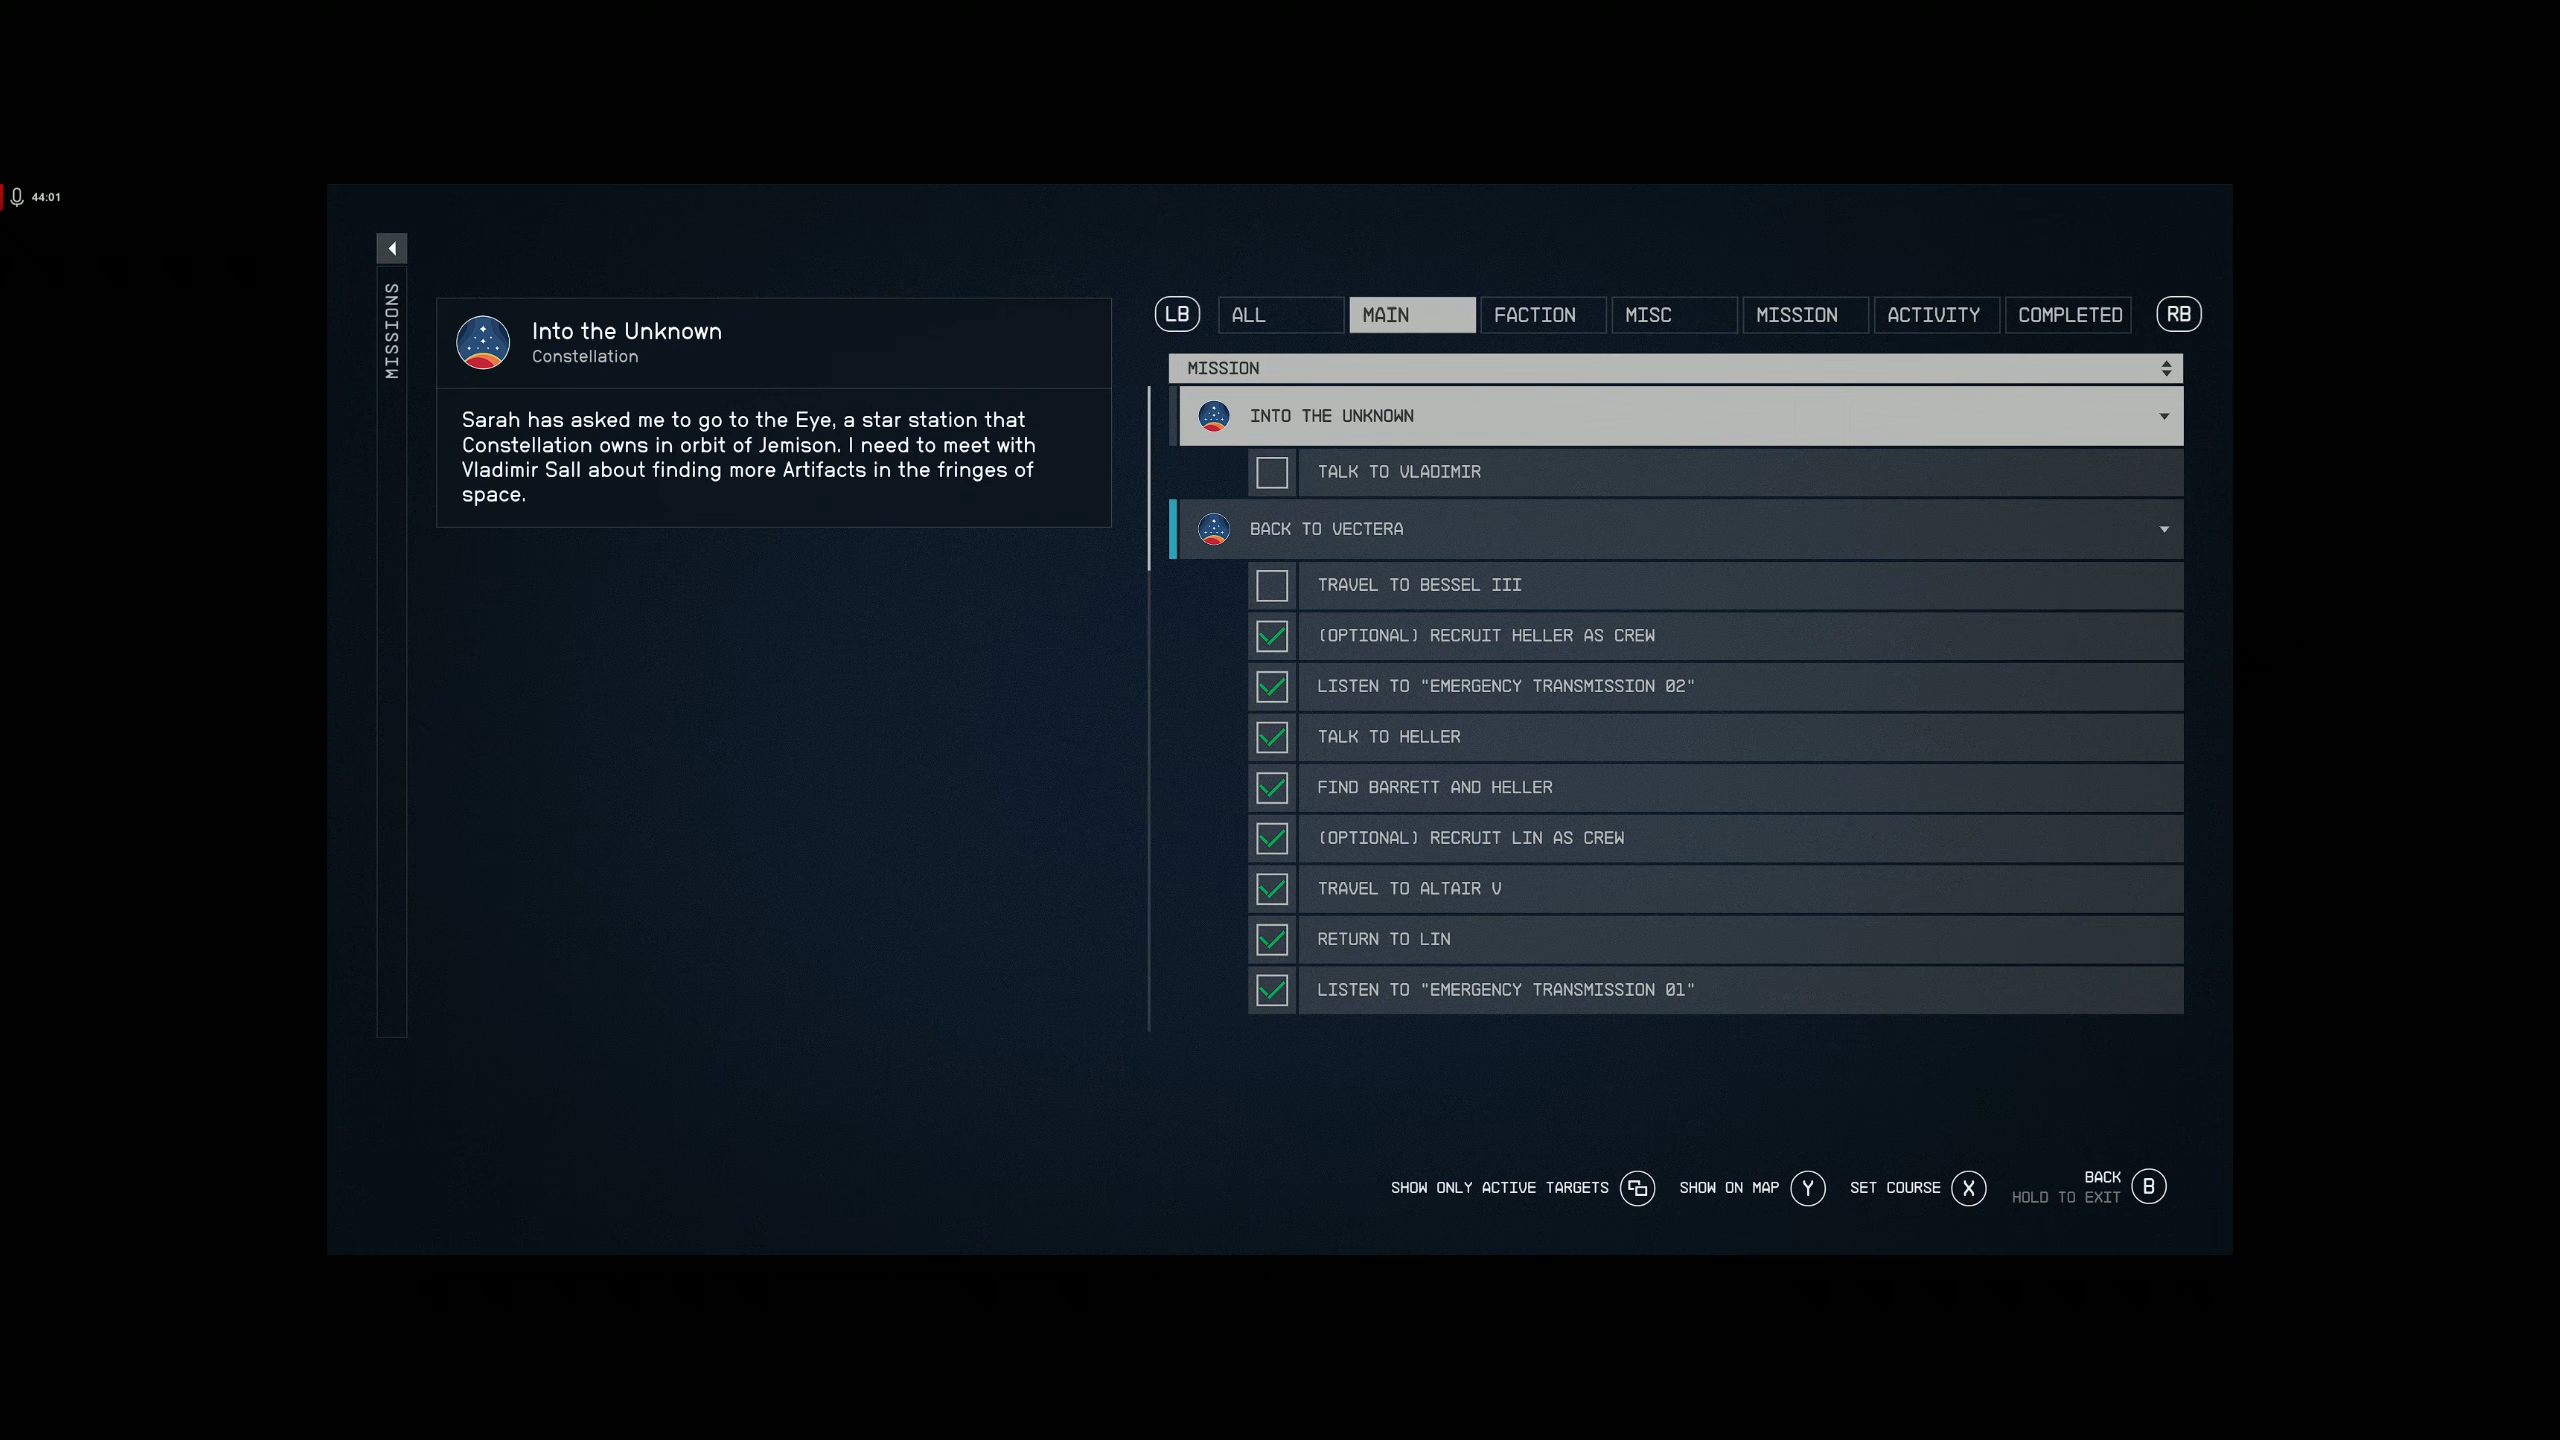 44:01
MISSIONS
Into the Unknown
Constellation
Sarah has asked me to go to the Eye, a star station that
Constellation owns in orbit of Jemison. I need to meet with
Vladimir Sall about finding more Artifacts in the fringes of
space.
LB ALL MAIN FACTION MISC MISSION ACTIVITY COMPLETED RB
MISSION
INTO THE UNKNOWN
TALK TO VLADIMIR
BACK TO VECTERA
TRAVEL TO BESSEL III
(OPTIONAL) RECRUIT HELLER AS CREW
LISTEN TO "EMERGENCY TRANSMISSION 02"
TALK TO HELLER
FIND BARRETT AND HELLER
(OPTIONAL) RECRUIT LIN AS CREW
TRAVEL TO ALTAIR V
RETURN TO LIN
LISTEN TO "EMERGENCY TRANSMISSION 01"
SHOW ONLY ACTIVE TARGETS SHOW ON MAP Y SET COURSE X BACK B
HOLD TO EXIT